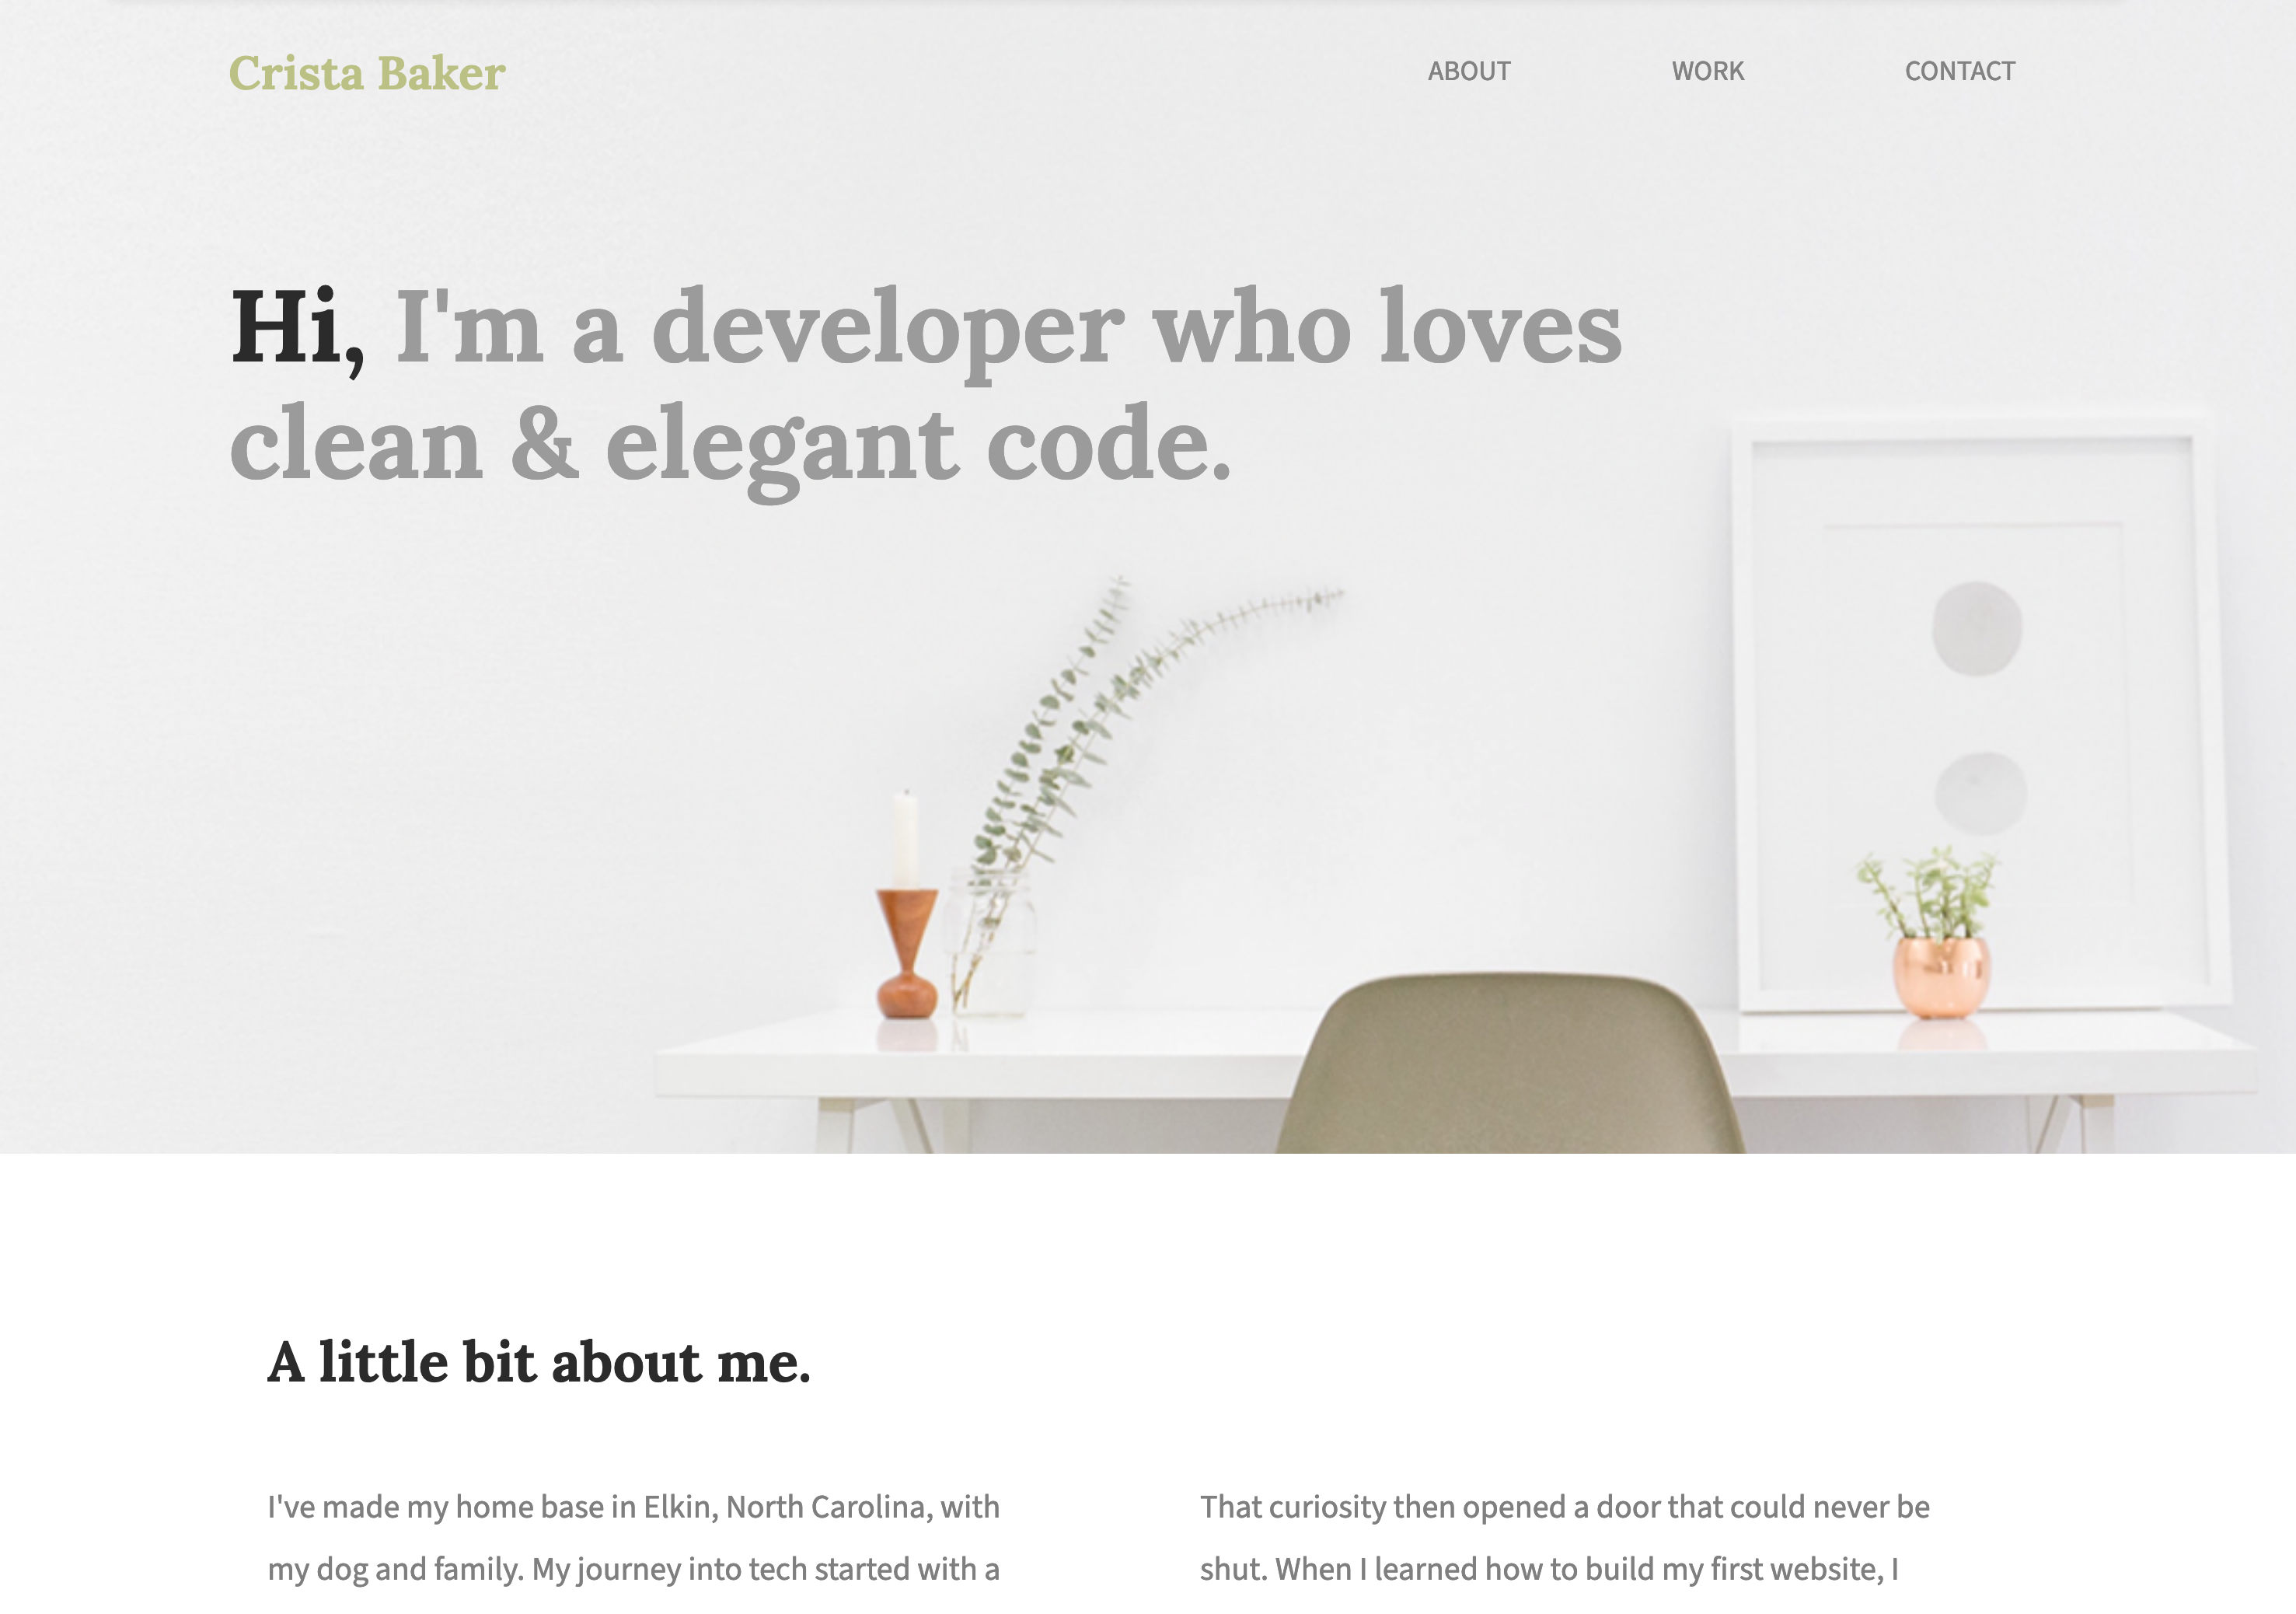 Crista Baker
ABOUT
WORK
CONTACT
Hi, I'm a developer who loves
clean & elegant code.
A little bit about me.
I've made my home base in Elkin, North Carolina, with
my dog and family. My journey into tech started with a
That curiosity then opened a door that could never be
shut. When I learned how to build my first website, I